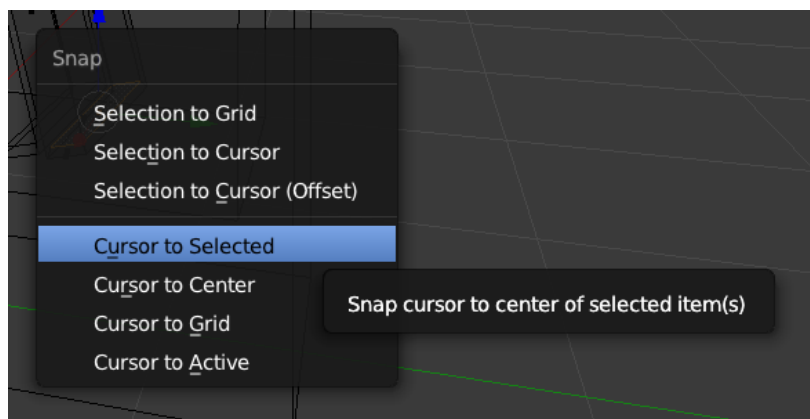 Snap
Selection to Grid
Selection to Cursor
Selection to Cursor (Offset)
Cursor to Selected
Cursor to Center
Snap cursor to center of selected item(s)
Cursor to Grid
Cursor to Active